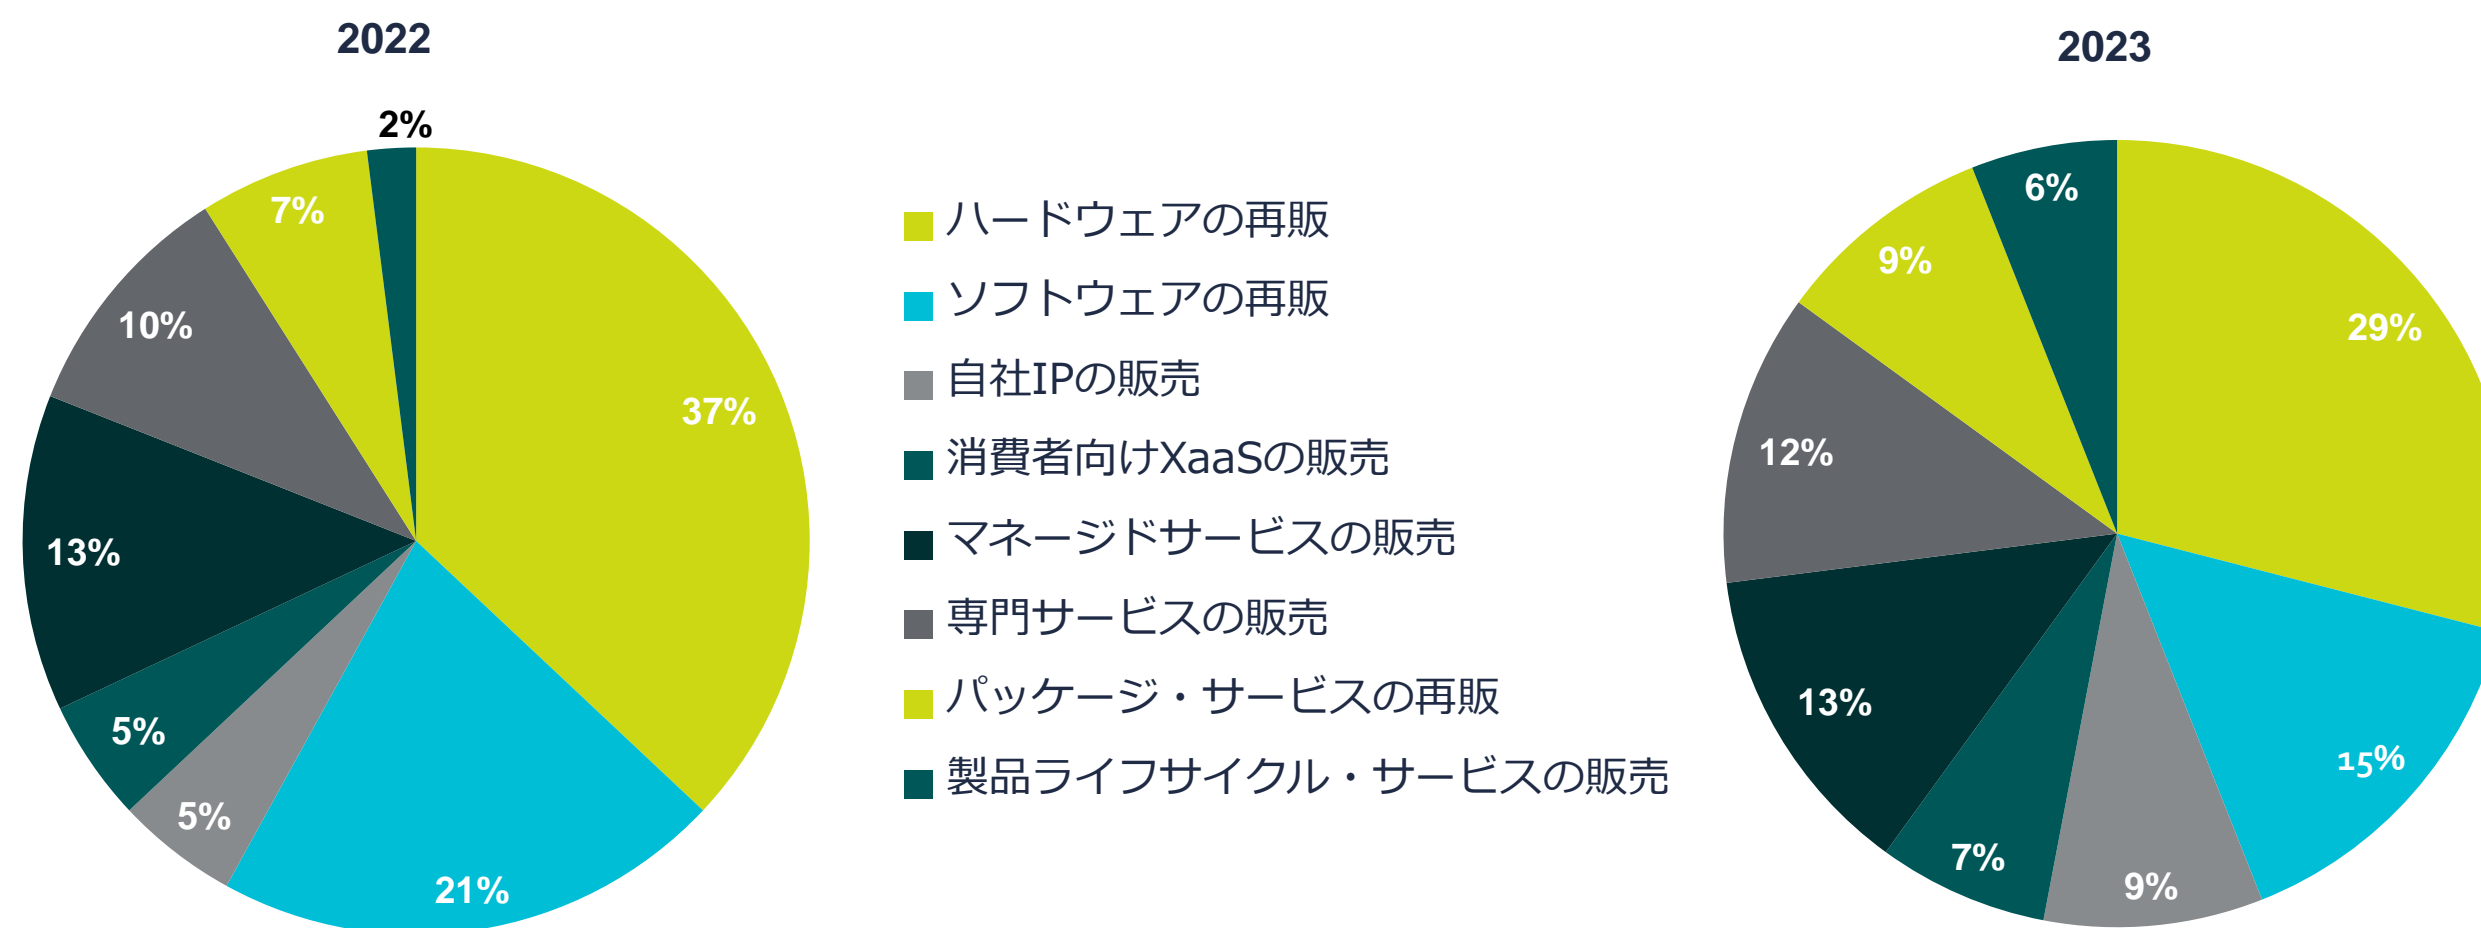 2022
2%
7%
10%
37%
13%
5%
5%
21%
ハードウェアの再販
ソフトウェアの再販
自社IPの販売
消費者向けXaaSの販売
マネージドサービスの販売
専門サービスの販売
パッケージ・サービスの再販
製品ライフサイクル・サービスの販売
2023
6%
9%
29%
12%
13%
15%
7%
9%